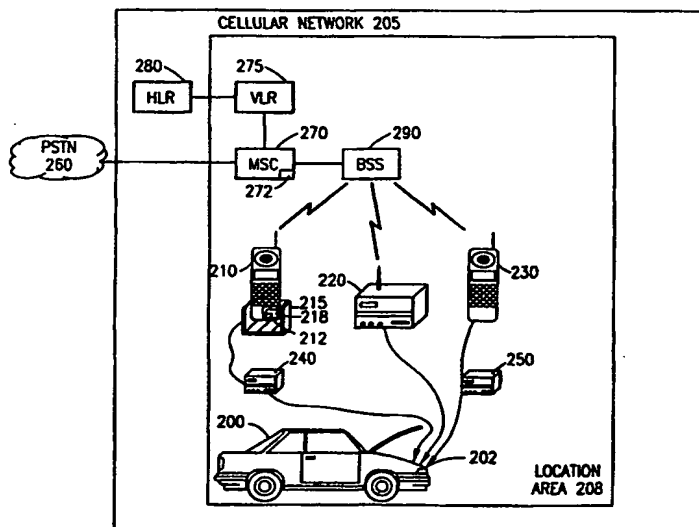 CELLULAR NETWORK 205
280
275
HLR
VLR
270
290
PSTN
260
MSC
BSS
272
210
220
230
215
218
212
240
250
200
202
LOCATION
AREA 208